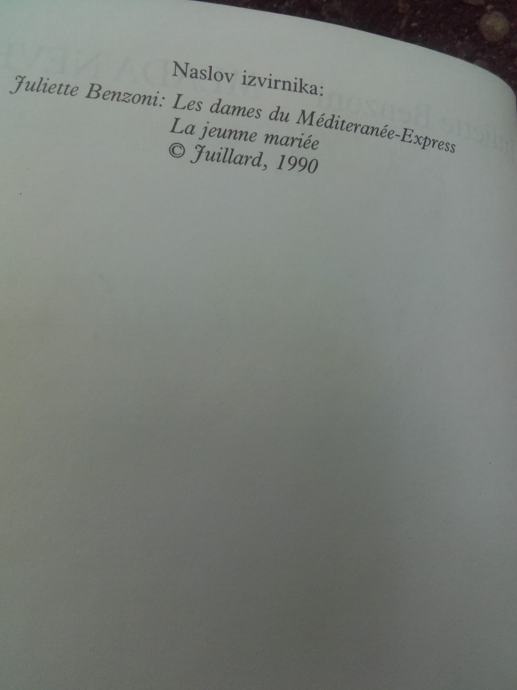 Naslov izvirnika:
Juliette Benzoni: Les dames du Méditeranée-Express
La jeunne mariée
© Juillard, 1990